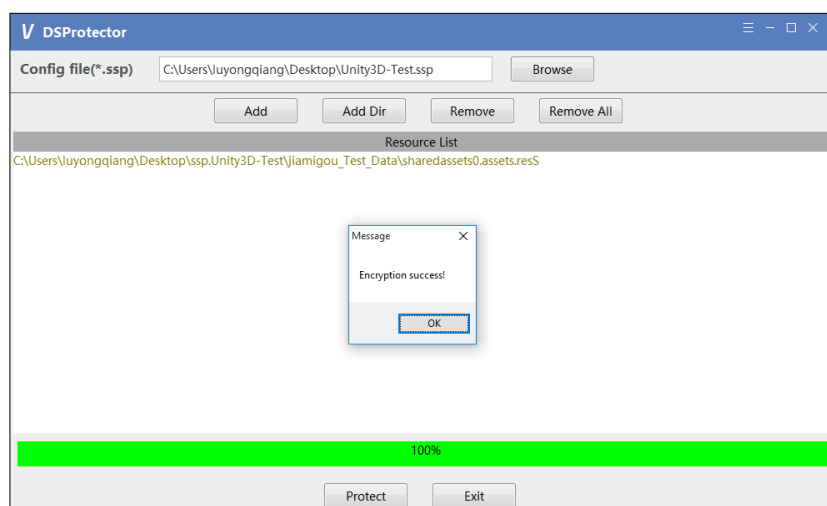 V DSProtector
Config file(*.ssp) C:\Users\luyongqiang\Desktop\Unity3D-Test.ssp Browse
Add Add Dir Remove Remove All
Resource List
C:\Users\luyongqiang\Desktop\ssp.Unity3D-Test\jiamigou_Test_Data\sharedassets0.assets.resS
Message
Encryption success!
OK
100%
Protect Exit